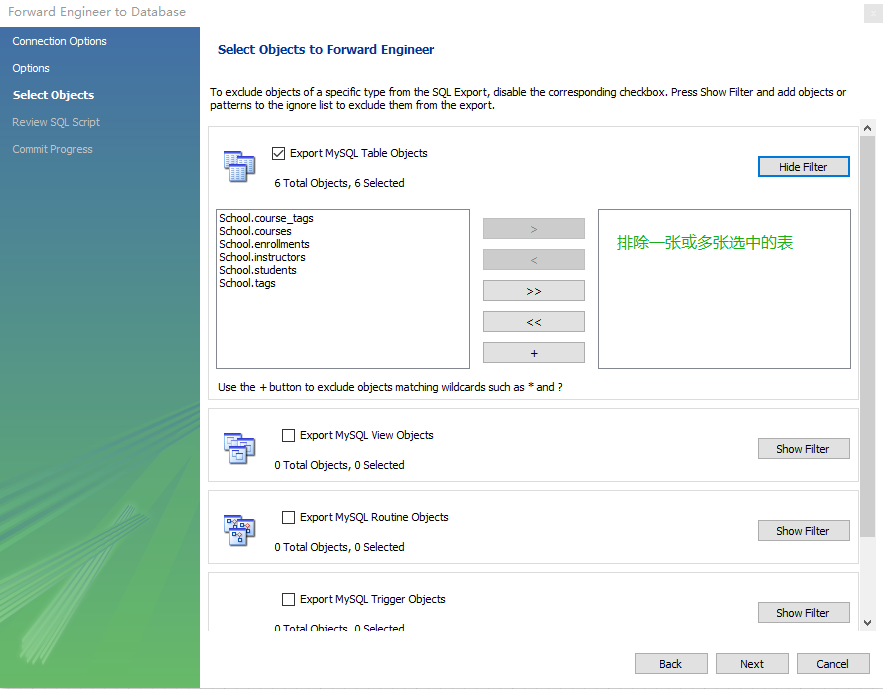 Forward Engineer to Database
Connection Options
Options
Select Objects
Review SQL Script
Commit Progress
Select Objects to Forward Engineer
To exclude objects of a specific type from the SQL Export, disable the corresponding checkbox. Press Show Filter and add objects or
patterns to the ignore list to exclude them from the export.
Export MySQL Table Objects
6 Total Objects, 6 Selected
Hide Filter
School.course_tags
School.courses
School.enrollments
School.instructors
School.students
School.tags
>
<
>>
<<
+
排除一张或多张选中的表
Use the + button to exclude objects matching wildcards such as * and ?
Export MySQL View Objects
0 Total Objects, 0 Selected
Show Filter
Export MySQL Routine Objects
0 Total Objects, 0 Selected
Show Filter
Export MySQL Trigger Objects
0 Total Objects, 0 Selected
Show Filter
Back
Next
Cancel